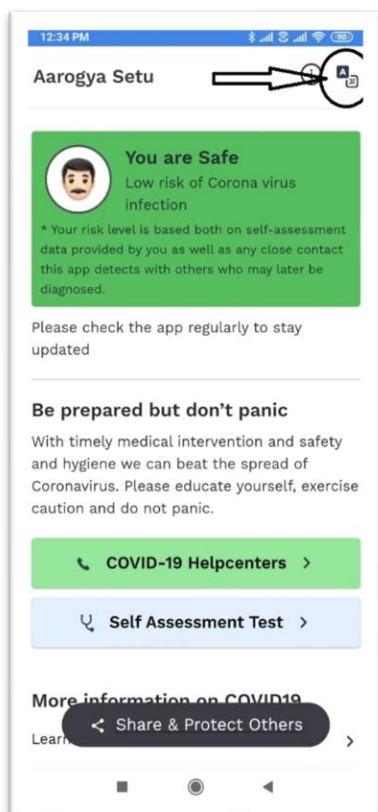 12:34 PM
90
Aarogya Setu
You are Safe
Low risk of Corona virus
infection
* Your risk level is based both on self-assessment
data provided by you as well as any close contact
this app detects with others who may later be
diagnosed.
Please check the app regularly to stay
updated
Be prepared but don't panic
With timely medical intervention and safety
and hygiene we can beat the spread of
Coronavirus. Please educate yourself, exercise
caution and do not panic.
COVID-19 Helpcenters >
Self Assessment Test >
More information on COVID19
Share & Protect Others
Lear